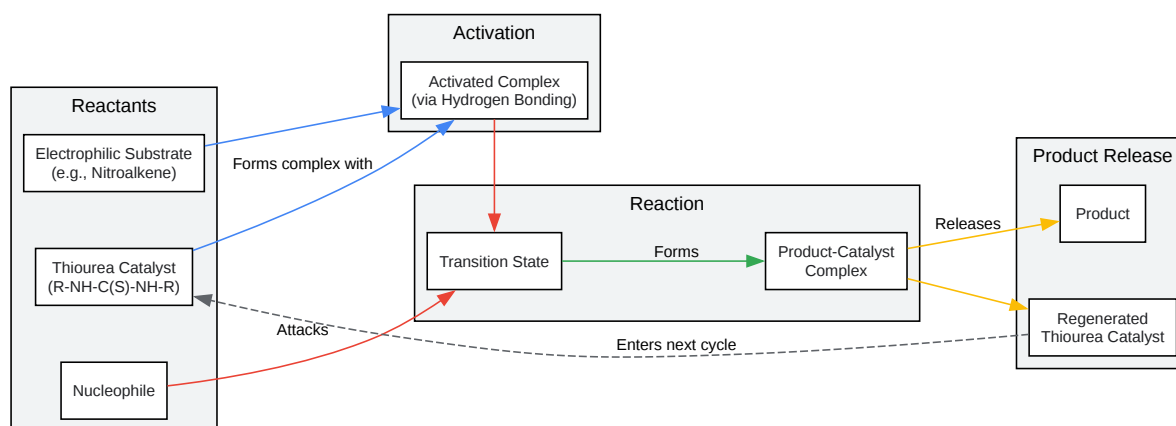 Activation
Activated Complex
(via Hydrogen Bonding)
Reactants
Electrophilic Substrate
(e.g., Nitroalkene)
Forms complex with
Thiourea Catalyst
(R-NH-C(S)-NH-R)
Nucleophile
Attacks
Reaction
Transition State
Forms
Product-Catalyst
Complex
Enters next cycle
Releases
Product Release
Product
Regenerated
Thiourea Catalyst